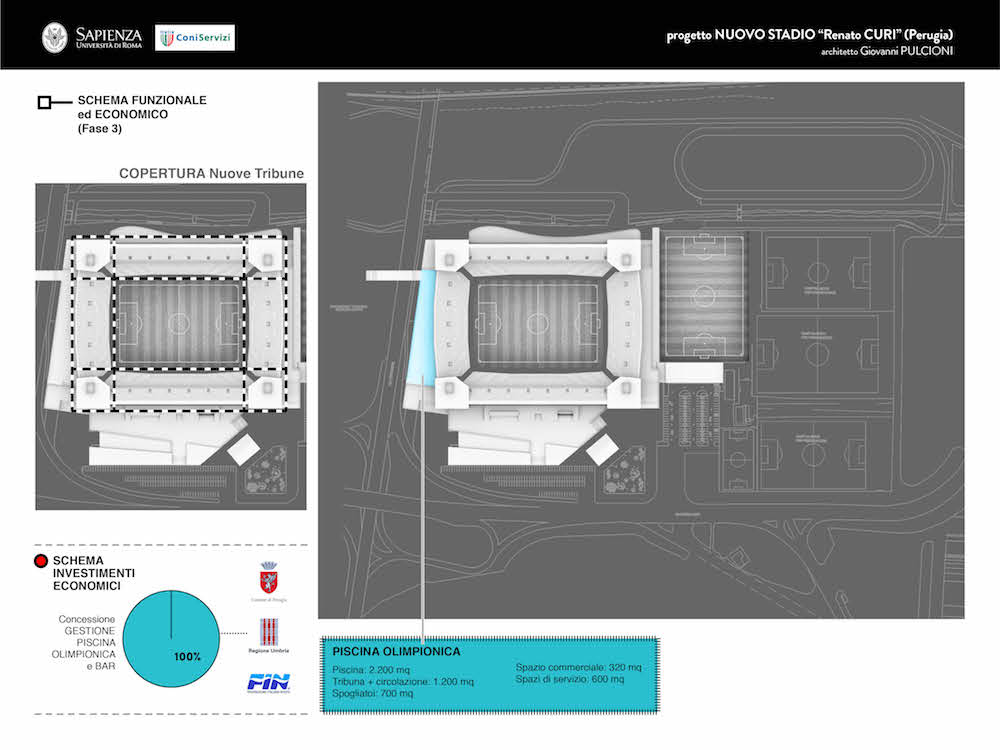 SAPIENZA
UNIVERSITÀ DI ROMA
ConiServizi
progetto NUOVO STADIO “Renato CURI” (Perugia)
architetto Giovanni PULCIONI
SCHEMA FUNZIONALE
ed ECONOMICO
(Fase 3)
COPERTURA Nuove Tribune
SCHEMA
INVESTIMENTI
ECONOMICI
Concessione
GESTIONE
PISCINA
OLIMPIONICA
e BAR
100%
Comune di Perugia
Regione Umbria
FIN
PISCINA OLIMPIONICA
Piscina: 2.200 mq
Tribuna + circolazione: 1.200 mq
Spogliatoi: 700 mq
Spazio commerciale: 320 mq
Spazi di servizio: 600 mq